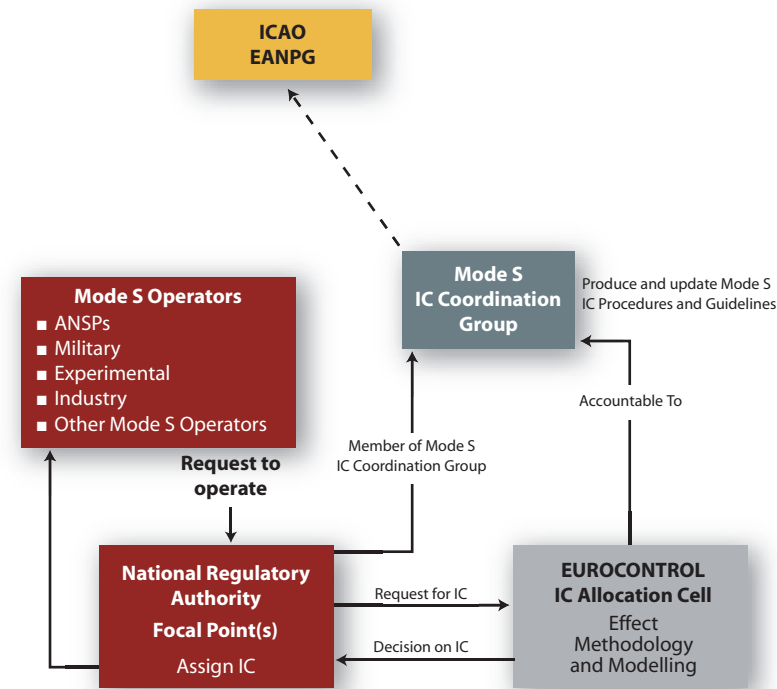 ICAO
EANPG
Mode S
IC Coordination
Group
Produce and update Mode S
IC Procedures and Guidelines
Mode S Operators
■ ANSPs
■ Military
■ Experimental
■ Industry
■ Other Mode S Operators
Accountable To
Member of Mode S
IC Coordination Group
Request to
operate
National Regulatory
Authority
Focal Point(s)
Assign IC
Request for IC
Decision on IC
EUROCONTROL
IC Allocation Cell
Effect
Methodology
and Modelling